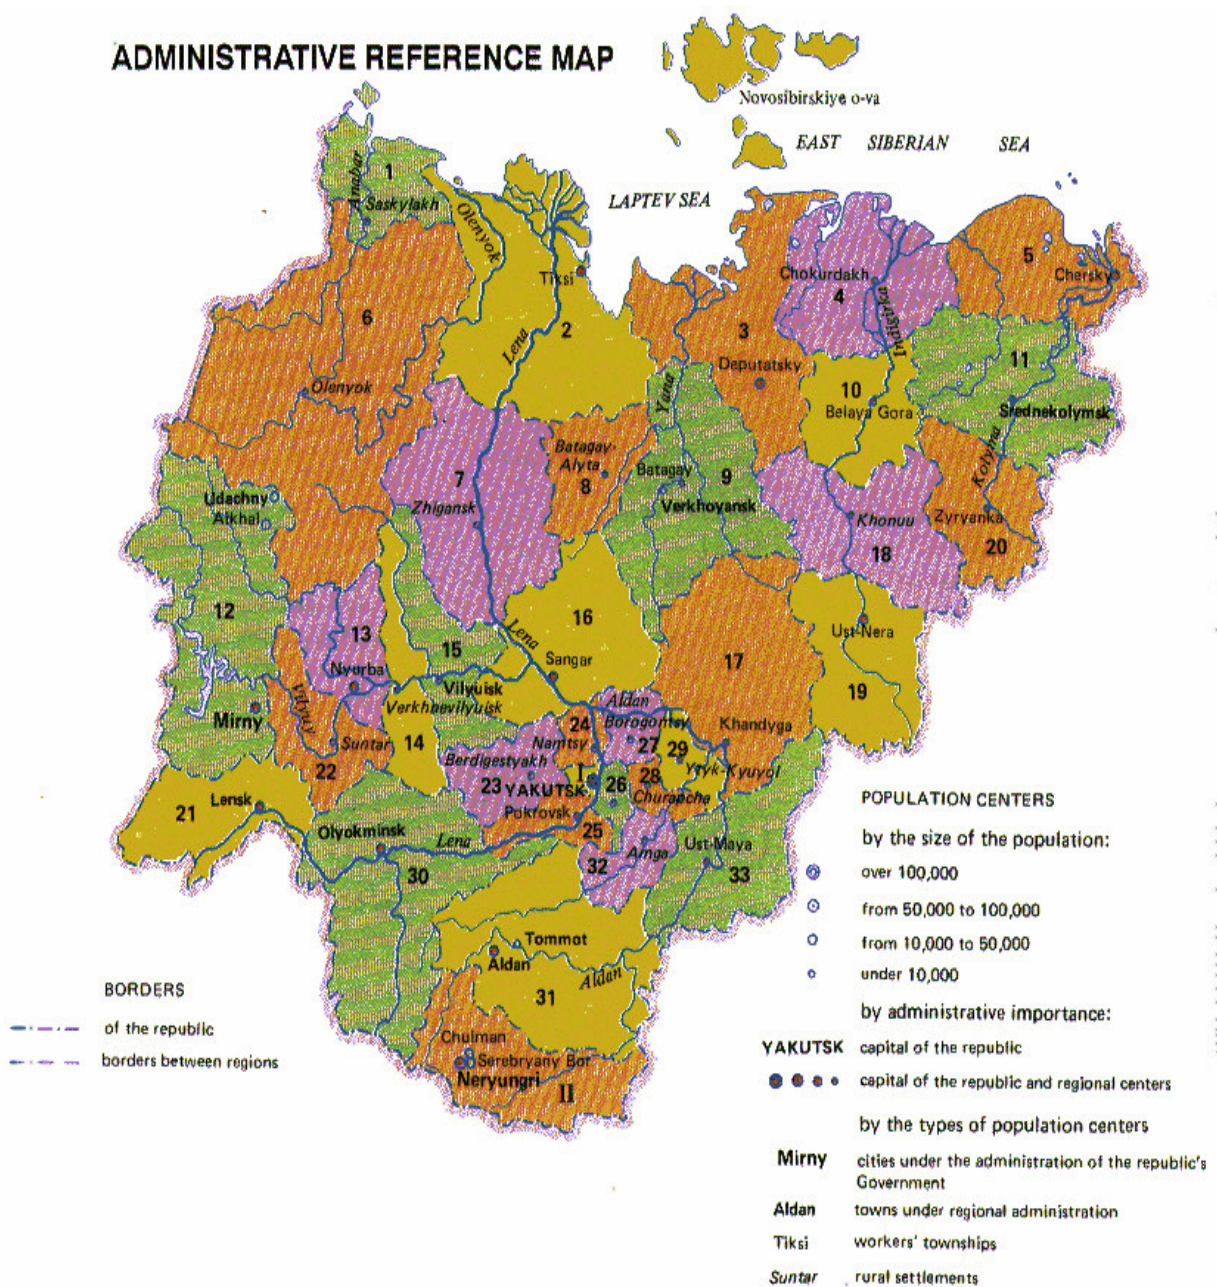 ADMINISTRATIVE REFERENCE MAP
Novosibirskiye o-va
EAST SIBERIAN SEA
LAPTEV SEA
Anabar
1
Saskylakh
Olenyok
Tiksi
2
Lena
3
Deputatsky
Chokurdakh
4
Indigirka
5
Chersky
6
Olenyok
7
Zhigansk
Batagay-
Alyta
8
Yana
Batagay
9
Verkhoyansk
10
Belaya Gora
11
Srednekolymsk
Kolyma
Udachny
Aikhal
12
Mirny
13
Nyurba
Vilyuy
14
Verkhnevilyuisk
15
Vilyuisk
Lena
16
Sangar
17
Khandyga
Khonuu
18
Ust-Nera
19
Zyryanka
20
21
Lensk
Suntar
22
Berdigestyakh
23
24
Namtsy
I
YAKUTSK
Pokrovsk
25
26
Aldan
Borogontsy
27
28
Churapcha
29
Ytyk-Kyuyol
Olyokminsk
Lena
30
Amga
32
Ust-Maya
33
Tommot
Aldan
Aldan
31
Chulman
Serebryany Bor
Neryungri
II
BORDERS
of the republic
borders between regions
POPULATION CENTERS
by the size of the population:
over 100,000
from 50,000 to 100,000
from 10,000 to 50,000
under 10,000
by administrative importance:
YAKUTSK capital of the republic
capital of the republic and regional centers
by the types of population centers
Mirny cities under the administration of the republic's
Government
Aldan towns under regional administration
Tiksi workers' townships
Suntar rural settlements